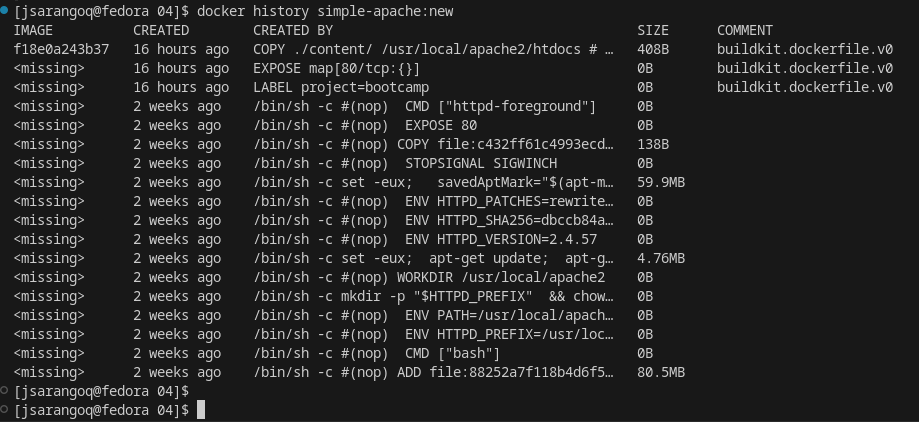 [jsarangoq@fedora 04]$ docker history simple-apache:new
IMAGE CREATED CREATED BY SIZE COMMENT
f18e0a243b37 16 hours ago COPY ./content/ /usr/local/apache2/htdocs # … 408B buildkit.dockerfile.v0
<missing> 16 hours ago EXPOSE map[80/tcp:{}] 0B buildkit.dockerfile.v0
<missing> 16 hours ago LABEL project=bootcamp 0B buildkit.dockerfile.v0
<missing> 2 weeks ago /bin/sh -c #(nop) CMD ["httpd-foreground"] 0B
<missing> 2 weeks ago /bin/sh -c #(nop) EXPOSE 80 0B
<missing> 2 weeks ago /bin/sh -c #(nop) COPY file:c432ff61c4993ecd… 138B
<missing> 2 weeks ago /bin/sh -c #(nop) STOPSIGNAL SIGWINCH 0B
<missing> 2 weeks ago /bin/sh -c set -eux; savedAptMark="$(apt-m… 59.9MB
<missing> 2 weeks ago /bin/sh -c #(nop) ENV HTTPD_PATCHES=rewrite… 0B
<missing> 2 weeks ago /bin/sh -c #(nop) ENV HTTPD_SHA256=dbccb84a… 0B
<missing> 2 weeks ago /bin/sh -c #(nop) ENV HTTPD_VERSION=2.4.57 0B
<missing> 2 weeks ago /bin/sh -c set -eux; apt-get update; apt-g… 4.76MB
<missing> 2 weeks ago /bin/sh -c #(nop) WORKDIR /usr/local/apache2 0B
<missing> 2 weeks ago /bin/sh -c mkdir -p "$HTTPD_PREFIX" && chow… 0B
<missing> 2 weeks ago /bin/sh -c #(nop) ENV PATH=/usr/local/apach… 0B
<missing> 2 weeks ago /bin/sh -c #(nop) ENV HTTPD_PREFIX=/usr/loc… 0B
<missing> 2 weeks ago /bin/sh -c #(nop) CMD ["bash"] 0B
<missing> 2 weeks ago /bin/sh -c #(nop) ADD file:88252a7f118b4d6f5… 80.5MB
[jsarangoq@fedora 04]$
[jsarangoq@fedora 04]$